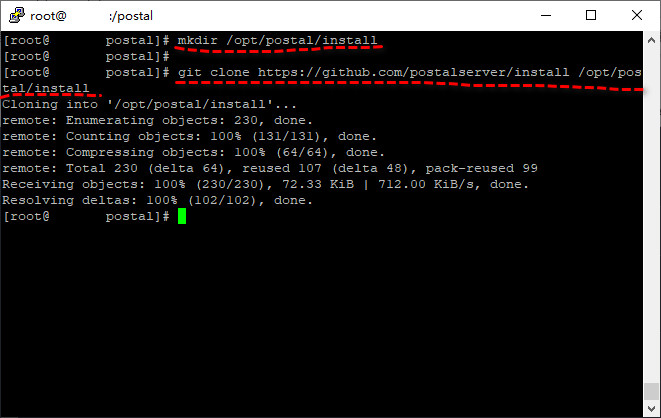 root@ :/postal
[root@ postal]# mkdir /opt/postal/install
[root@ postal]#
[root@ postal]# git clone https://github.com/postalserver/install /opt/pos
tal/install
Cloning into '/opt/postal/install'...
remote: Enumerating objects: 230, done.
remote: Counting objects: 100% (131/131), done.
remote: Compressing objects: 100% (64/64), done.
remote: Total 230 (delta 64), reused 107 (delta 48), pack-reused 99
Receiving objects: 100% (230/230), 72.33 KiB | 712.00 KiB/s, done.
Resolving deltas: 100% (102/102), done.
[root@ postal]#